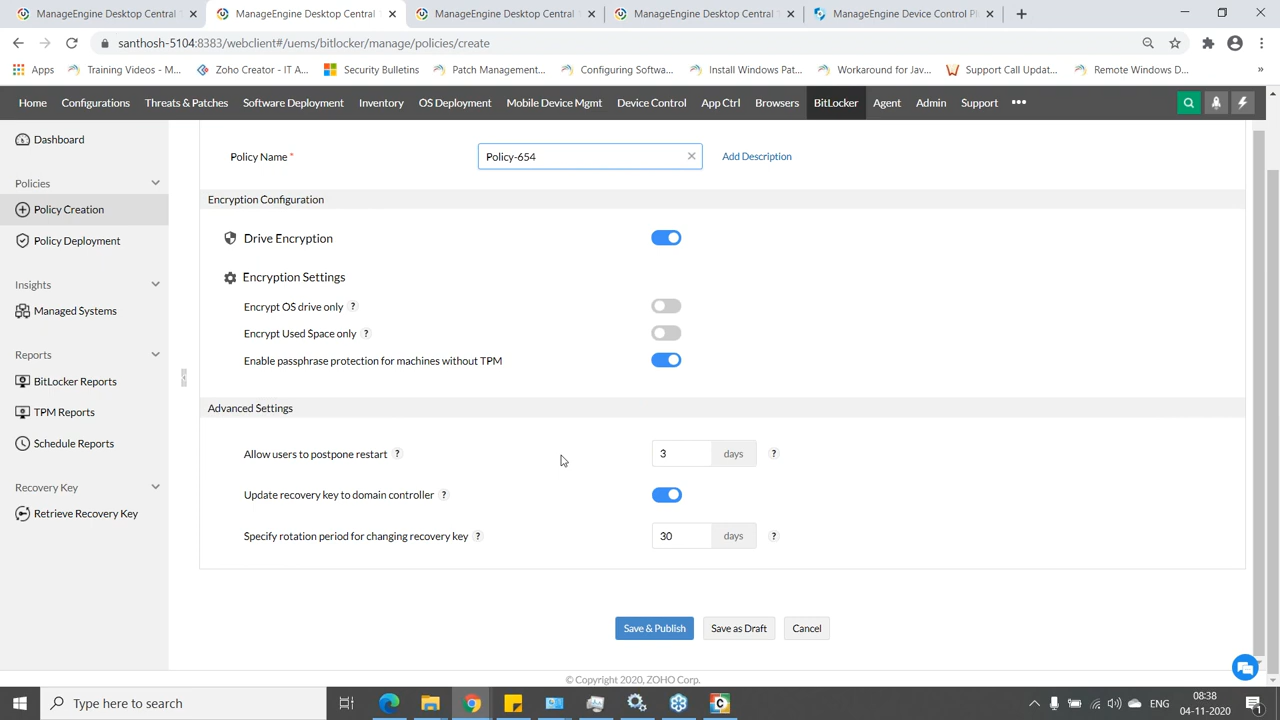 ManageEngine Desktop Central
ManageEngine Desktop Central
ManageEngine Desktop Central
ManageEngine Desktop Central
ManageEngine Device Control Pl
santhosh-5104:8383/webclient#/uems/bitlocker/manage/policies/create
Apps
Training Videos - M...
Zoho Creator - IT A...
Security Bulletins
Patch Management...
Configuring Softwa...
Install Windows Pat...
Workaround for Jav...
Support Call Updat...
Remote Windows D...
»
Home
Configurations
Threats & Patches
Software Deployment
Inventory
OS Deployment
Mobile Device Mgmt
Device Control
App Ctrl
Browsers
BitLocker
Agent
Admin
Support
•••
Dashboard
Policies
Policy Creation
Policy Deployment
Insights
Managed Systems
Reports
BitLocker Reports
TPM Reports
Schedule Reports
Recovery Key
Retrieve Recovery Key
Policy Name *
Policy-654
Add Description
Encryption Configuration
Drive Encryption
Encryption Settings
Encrypt OS drive only ?
Encrypt Used Space only ?
Enable passphrase protection for machines without TPM
Advanced Settings
Allow users to postpone restart ? 3 days ?
Update recovery key to domain controller ?
Specify rotation period for changing recovery key ? 30 days ?
Save & Publish
Save as Draft
Cancel
© Copyright 2020, ZOHO Corp.
Type here to search
ENG
08:38
04-11-2020
1